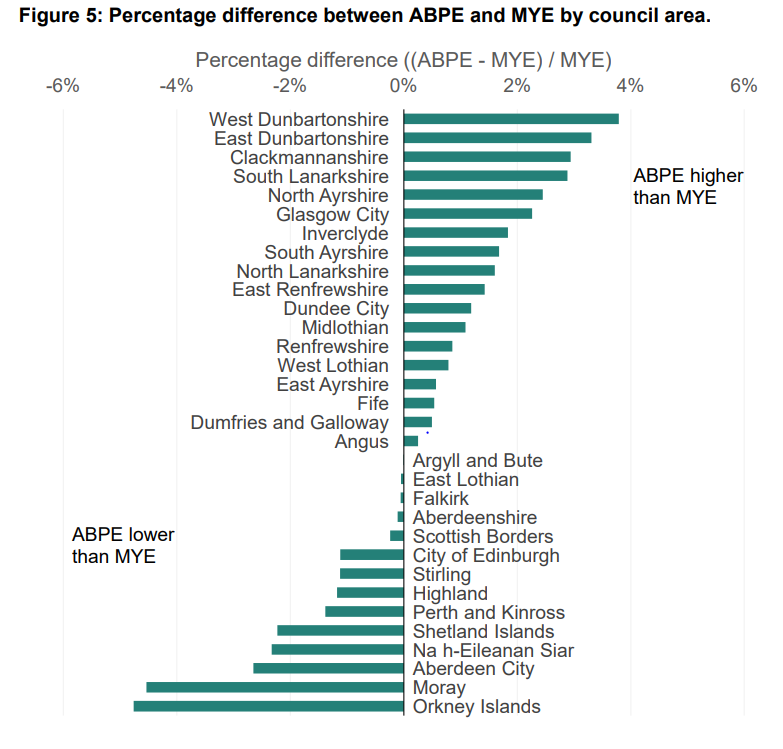 Figure 5: Percentage difference between ABPE and MYE by council area.
Percentage difference ((ABPE - MYE) / MYE)
-6% -4% -2% 0% 2% 4% 6%
West Dunbartonshire
East Dunbartonshire
Clackmannanshire
South Lanarkshire
ABPE higher
than MYE
North Ayrshire
Glasgow City
Inverclyde
South Ayrshire
North Lanarkshire
East Renfrewshire
Dundee City
Midlothian
Renfrewshire
West Lothian
East Ayrshire
Fife
Dumfries and Galloway
Angus
Argyll and Bute
East Lothian
Falkirk
Aberdeenshire
ABPE lower
than MYE
Scottish Borders
City of Edinburgh
Stirling
Highland
Perth and Kinross
Shetland Islands
Na h-Eileanan Siar
Aberdeen City
Moray
Orkney Islands